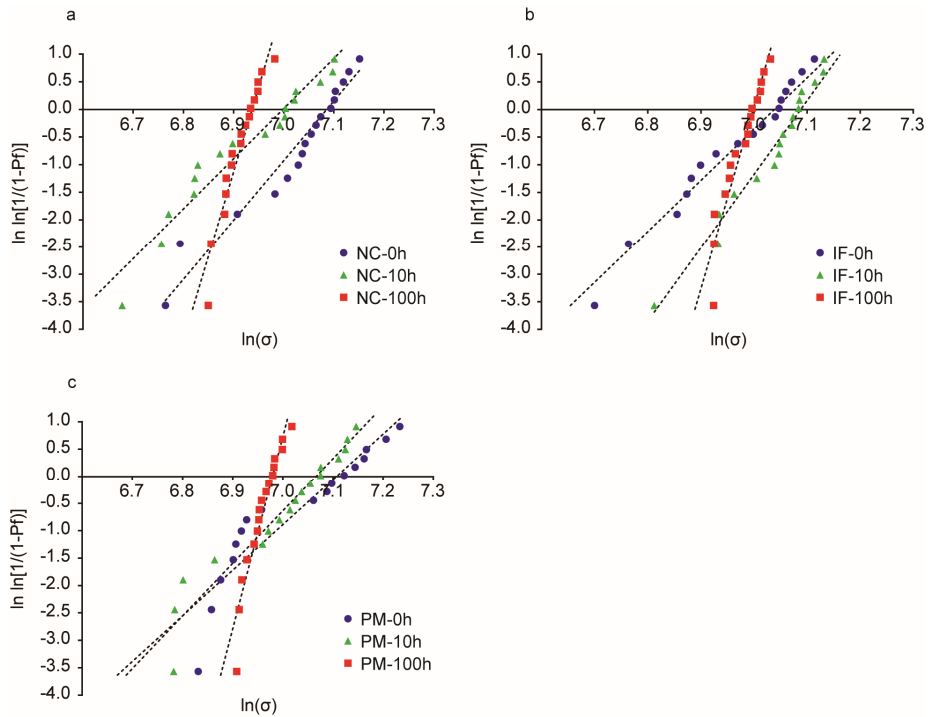 a
ln ln[1/(1-Pf)]
1.0
0.5
0.0
-0.5
-1.0
-1.5
-2.0
-2.5
-3.0
-3.5
-4.0
6.7 6.8 6.9 7.0 7.1 7.2 7.3
NC-0h
NC-10h
NC-100h
ln(σ)
b
ln ln[1/(1-Pf)]
1.0
0.5
0.0
-0.5
-1.0
-1.5
-2.0
-2.5
-3.0
-3.5
-4.0
6.7 6.8 6.9 7.0 7.1 7.2 7.3
IF-0h
IF-10h
IF-100h
ln(σ)
c
ln ln[1/(1-Pf)]
1.0
0.5
0.0
-0.5
-1.0
-1.5
-2.0
-2.5
-3.0
-3.5
-4.0
6.7 6.8 6.9 7.0 7.1 7.2 7.3
PM-0h
PM-10h
PM-100h
ln(σ)